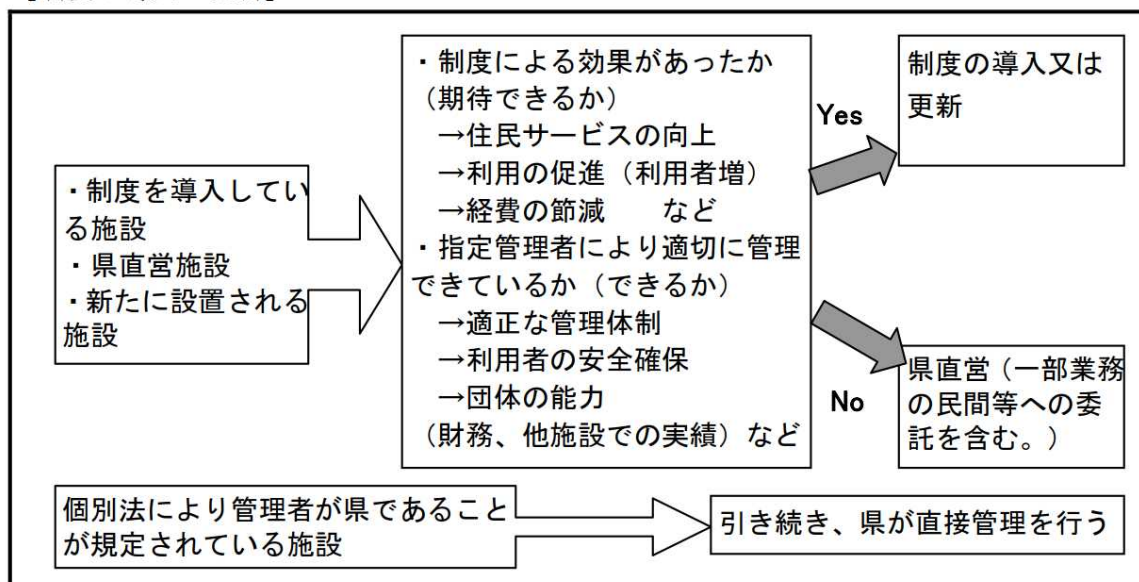 ・制度を導入してい
る施設
・県直営施設
・新たに設置される
施設
・制度による効果があったか
（期待できるか）
→住民サービスの向上
→利用の促進（利用者増）
→経費の節減　　など
・指定管理者により適切に管理
できているか（できるか）
→適正な管理体制
→利用者の安全確保
→団体の能力
（財務、他施設での実績）など
Yes
制度の導入又は
更新
No
県直営（一部業務
の民間等への委
託を含む。）
個別法により管理者が県であること
が規定されている施設
引き続き、県が直接管理を行う